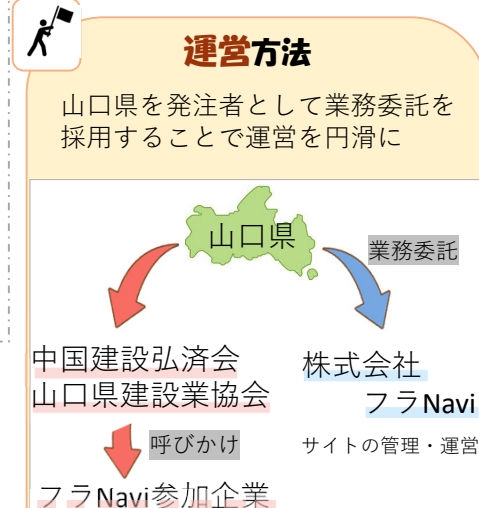 運営方法
山口県を発注者として業務委託を
採用することで運営を円滑に
山口県
業務委託
中国建設弘済会
山口県建設業協会
株式会社
フラNavi
サイトの管理・運営
呼びかけ
フラNavi参加企業